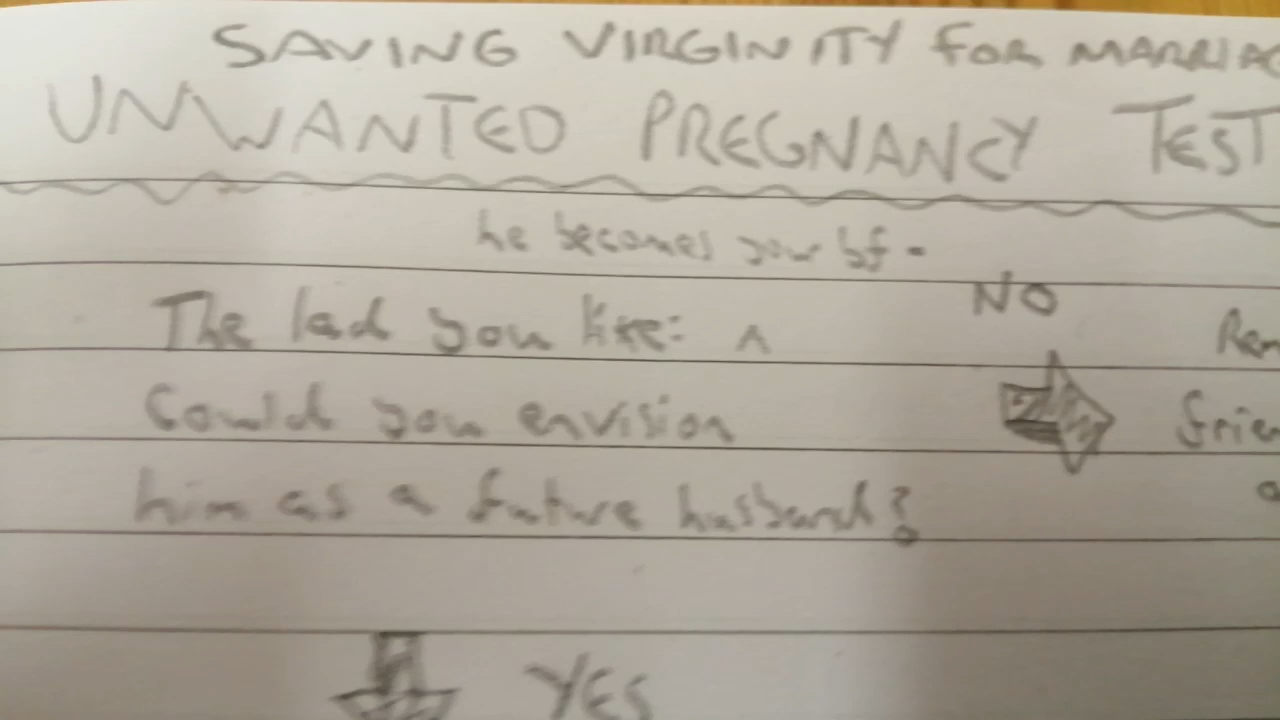 SAVING VIRGINITY FOR MARRIAG
UNWANTED PREGNANCY TEST
he becomes your bf -
NO
The lad you like: ^
Could you envision
him as a future husband?
YES